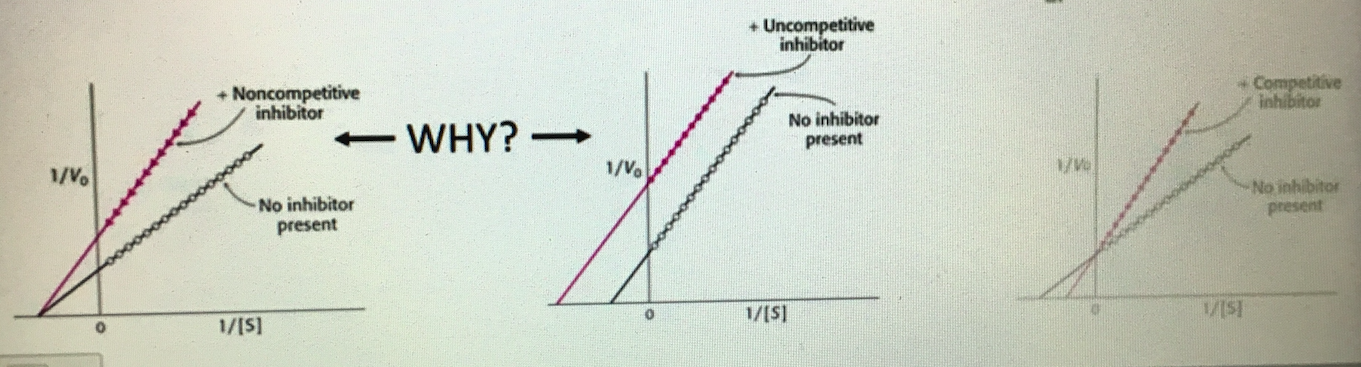 + Noncompetitive
inhibitor
1/V₀
No inhibitor
present
0
1/[S]
← WHY? →
+ Uncompetitive
inhibitor
No inhibitor
present
1/V₀
0
1/[S]
+ Competitive
inhibitor
1/V₀
No inhibitor
present
0
1/[S]